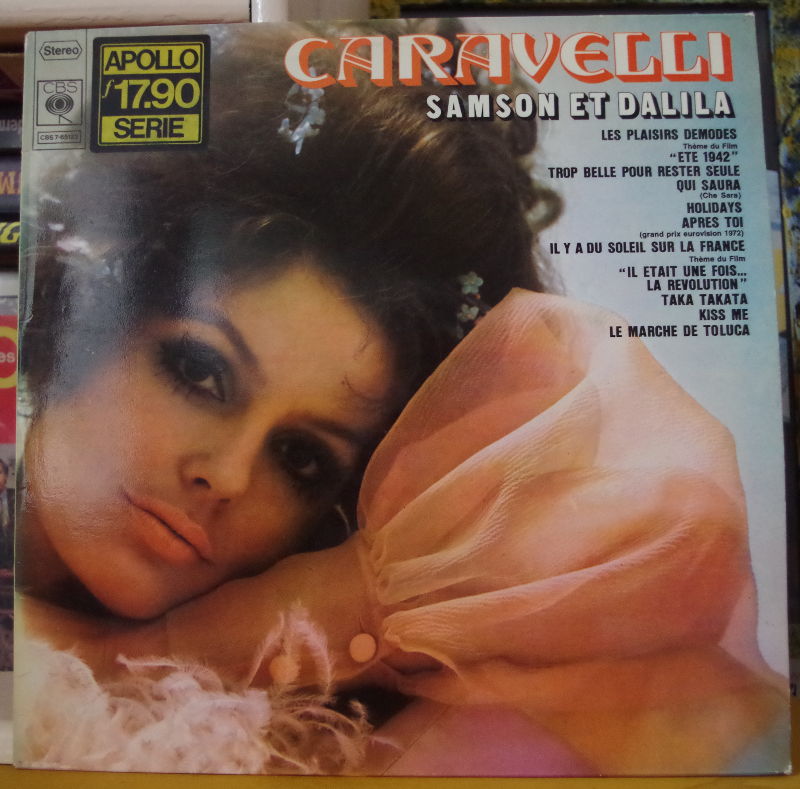 Stereo
CBS
CBS 7-65123
APOLLO
f 17.90
SERIE
CARAVELLI
SAMSON ET DALILA
LES PLAISIRS DEMODES
Thème du Film
"ETE 1942"
TROP BELLE POUR RESTER SEULE
QUI SAURA
(Che Sara)
HOLIDAYS
APRES TOI
(grand prix eurovision 1972)
IL Y A DU SOLEIL SUR LA FRANCE
Thème du Film
"IL ETAIT UNE FOIS...
LA REVOLUTION"
TAKA TAKATA
KISS ME
LE MARCHE DE TOLUCA